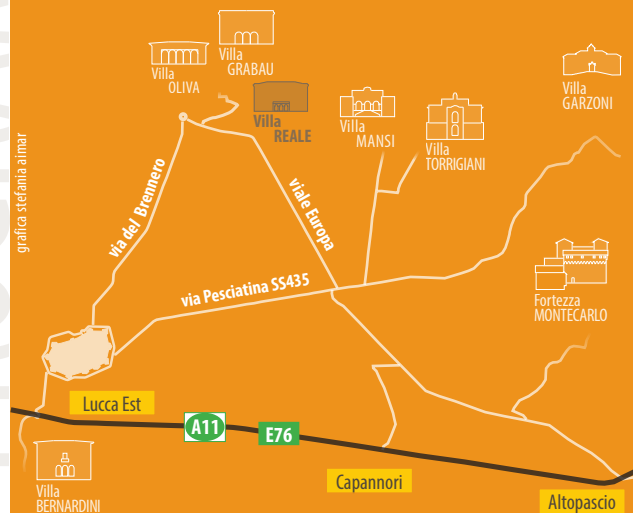 Villa
GRABAU
Villa
OLIVA
Villa
REALE
Villa
MANSI
Villa
TORRIGIANI
Villa
GARZONI
grafica stefania aimar
via del Brennero
viale Europa
via Pesciatina SS435
Fortezza
MONTECARLO
Lucca Est
A11
E76
Capannori
Altopascio
Villa
BERNARDINI